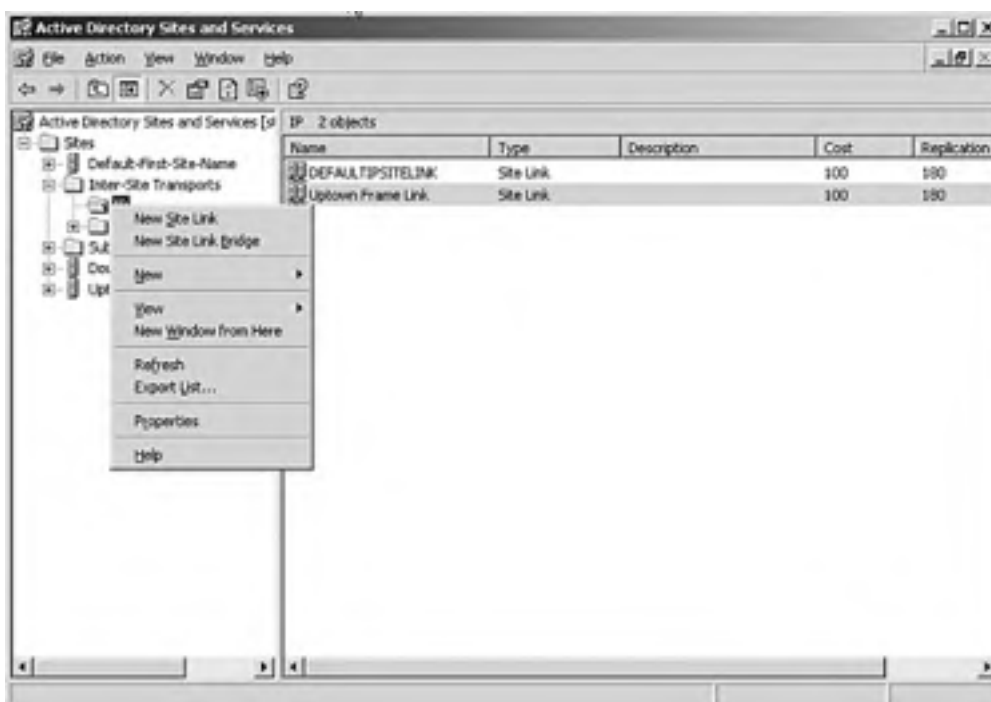 Active Directory Sites and Services
File Action View Window Help
Active Directory Sites and Services [s
IP 2 objects
Sites
Name Type Description Cost Replication
Default-First-Site-Name
DEFAULTIPSITELINK Site Link 100 180
Inter-Site Transports
Uptown Frame Link Site Link 100 180
Sub
Dou
Upt
New Site Link
New Site Link Bridge
New
View
New Window from Here
Refresh
Export List...
Properties
Help